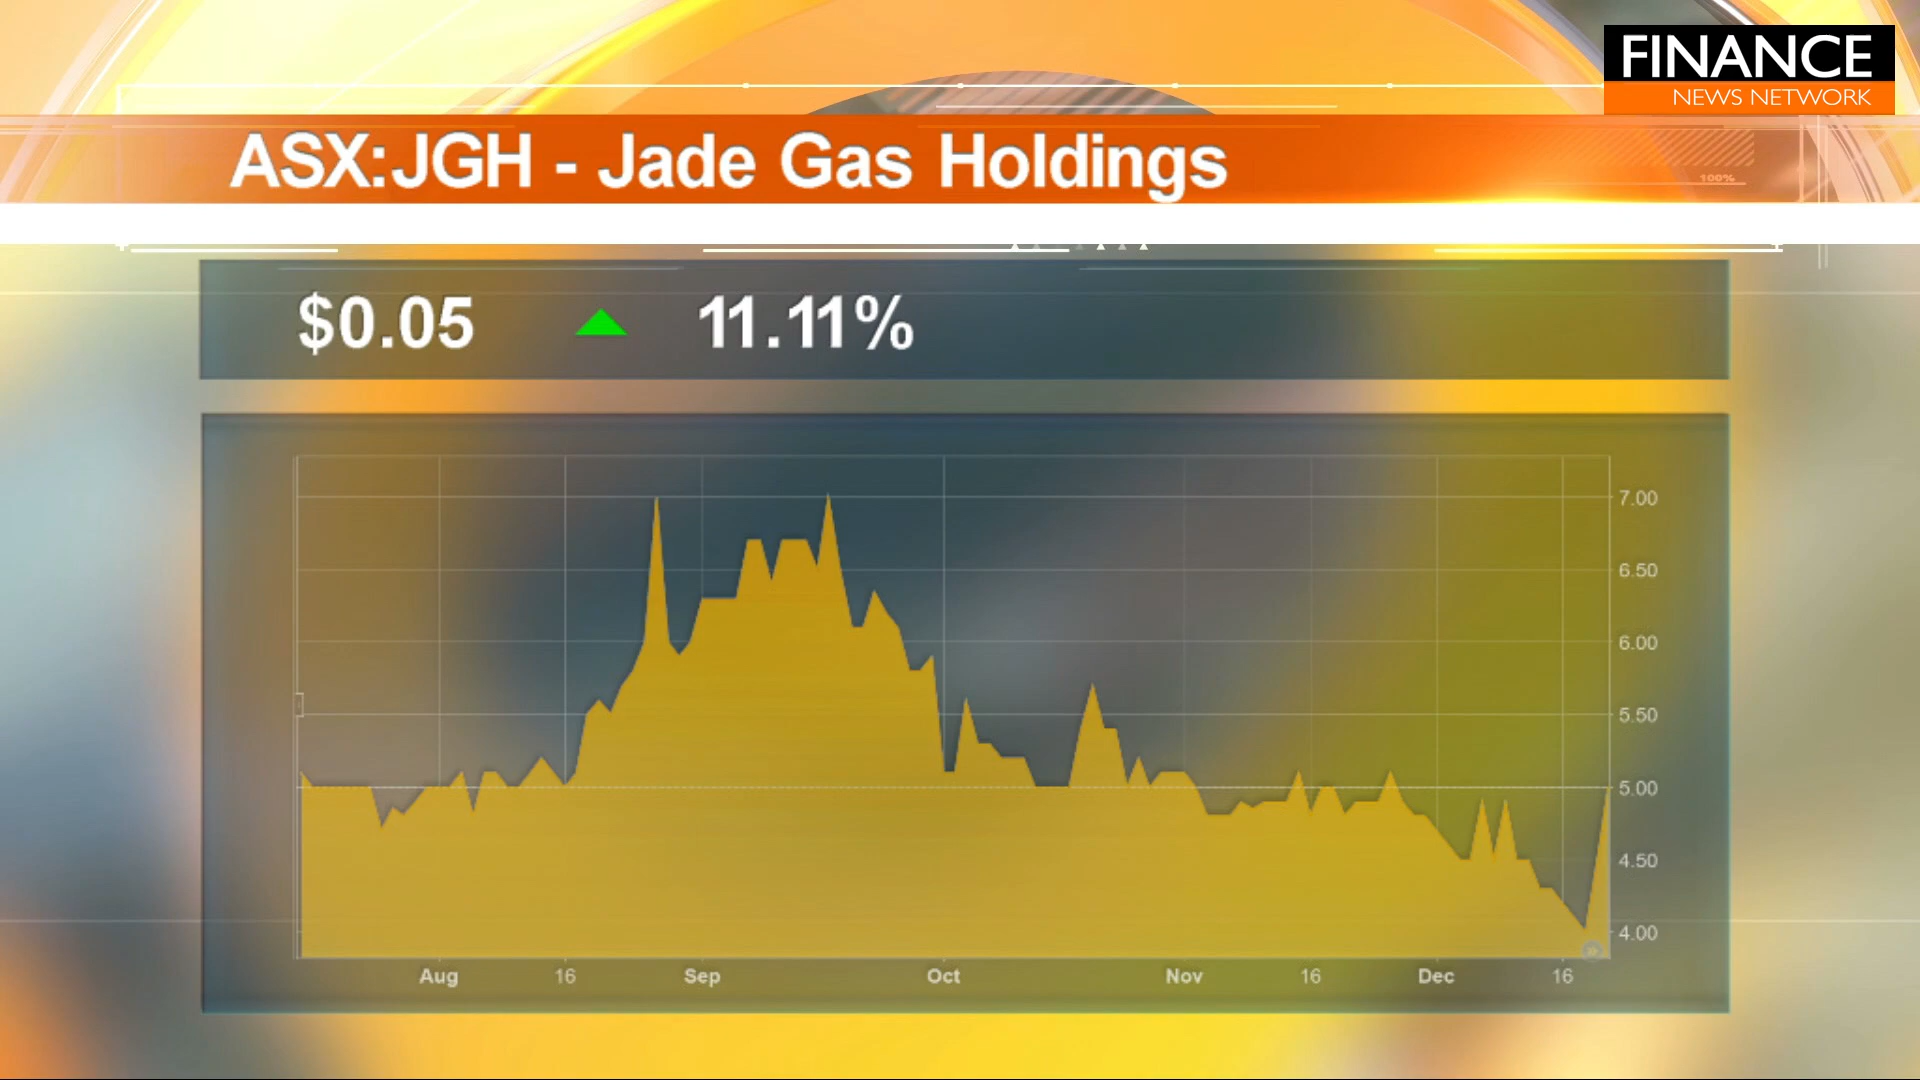 FINANCE
NEWS NETWORK
ASX:JGH - Jade Gas Holdings
100%
$0.05 11.11%
7.00
6.50
6.00
5.50
5.00
4.50
4.00
Aug 16 Sep Oct Nov 16 Dec 16